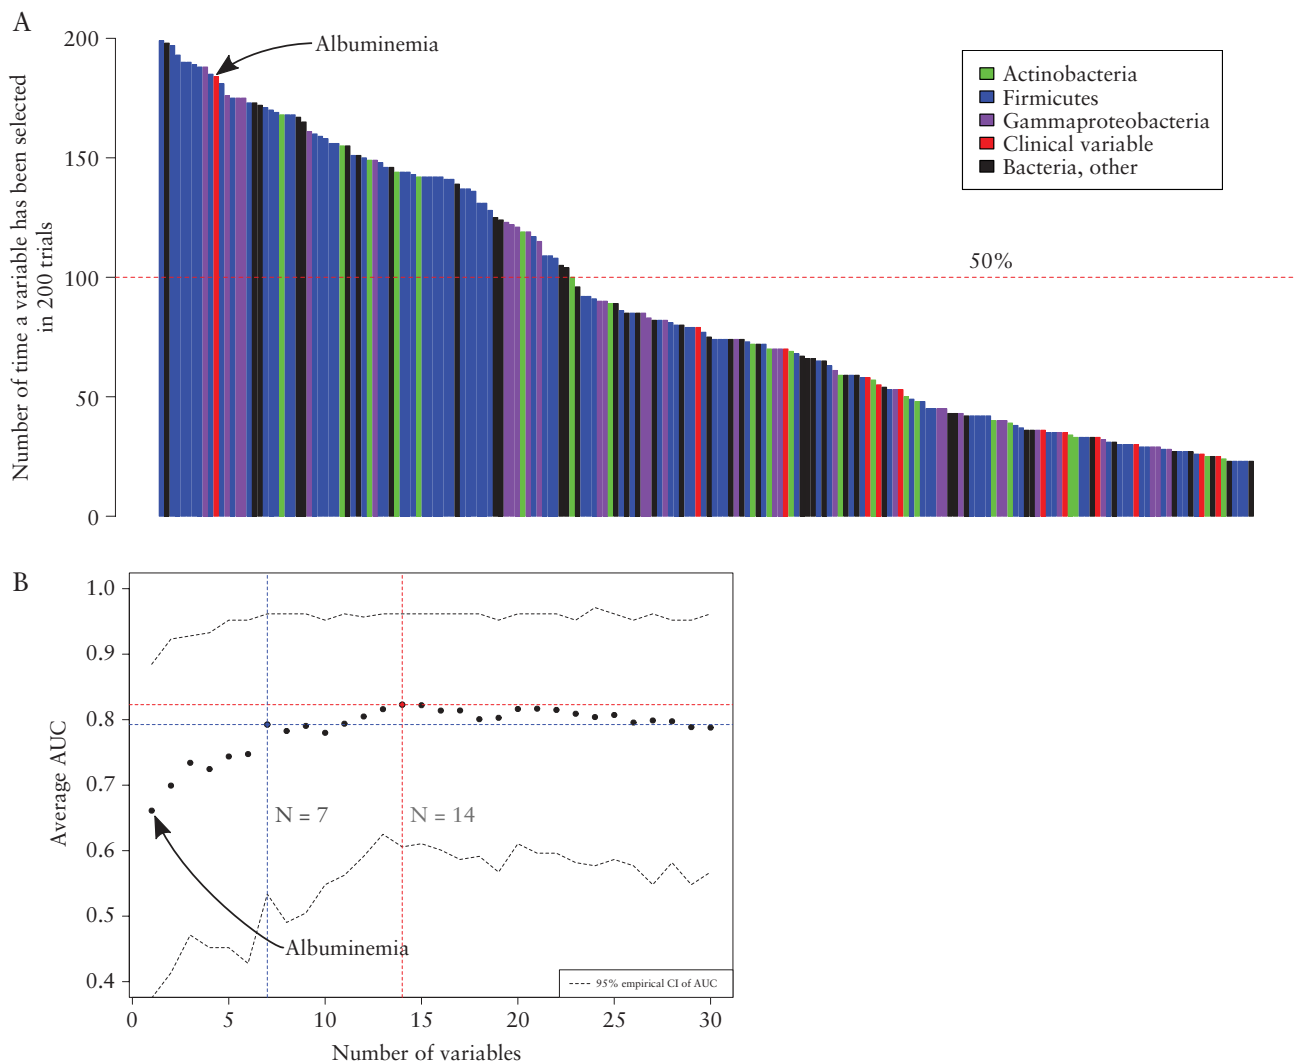 A
Number of time a variable has been selected
in 200 trials
200
150
100
50
0
Albuminemia
Actinobacteria
Firmicutes
Gammaproteobacteria
Clinical variable
Bacteria, other
50%
B
Average AUC
1.0
0.9
0.8
0.7
0.6
0.5
0.4
N = 7
N = 14
Albuminemia
95% empirical CI of AUC
0 5 10 15 20 25 30
Number of variables